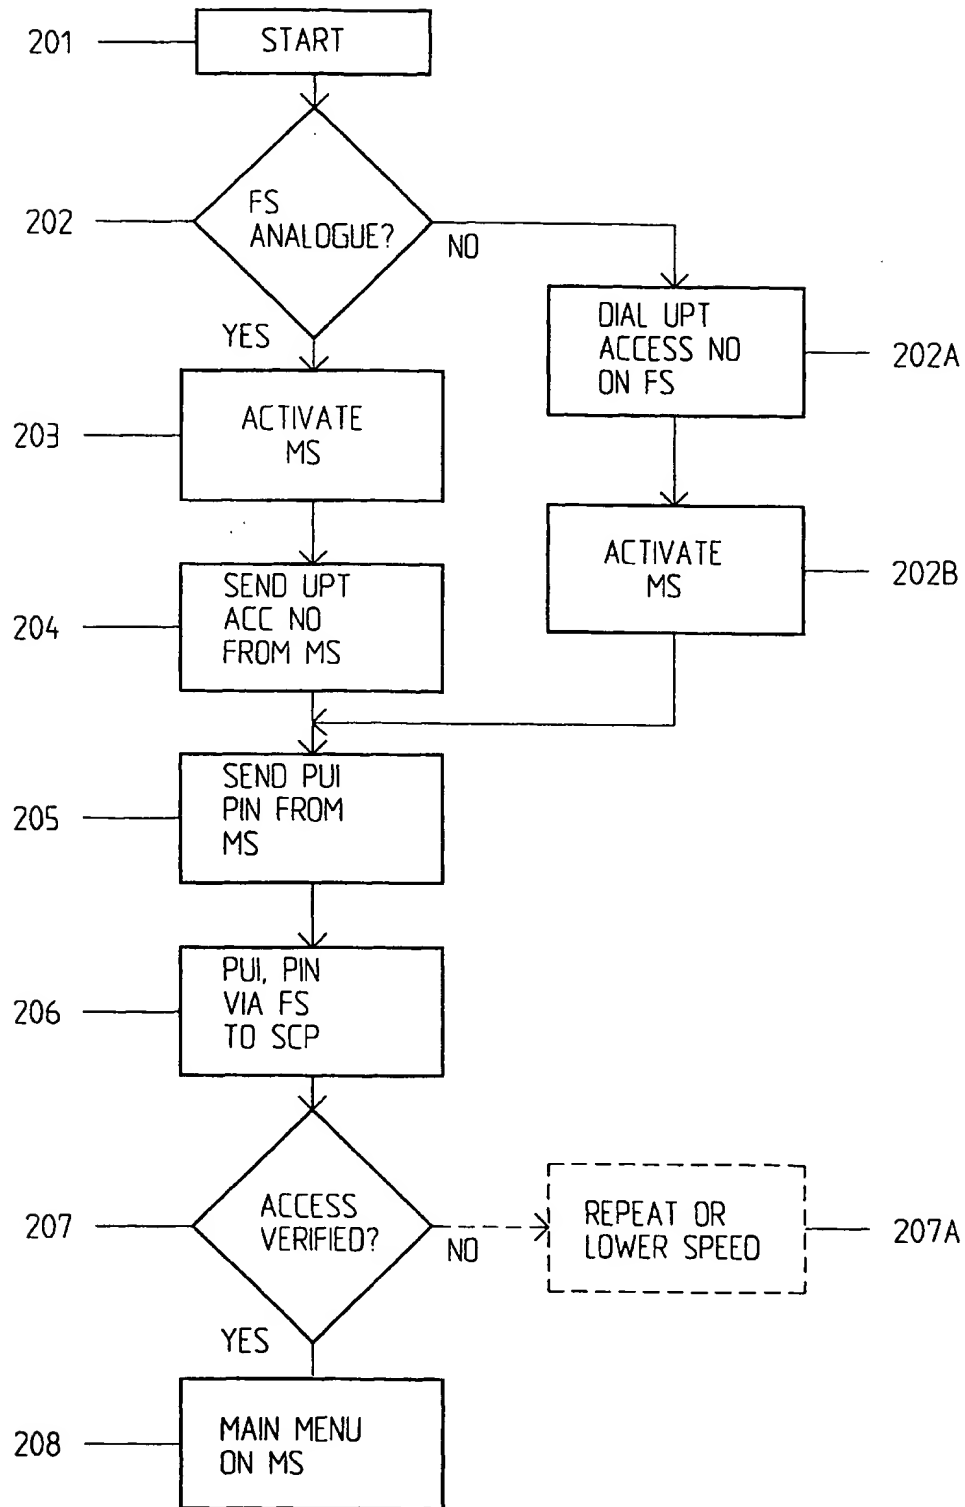 201
START
202
FS
ANALOGUE?
NO
YES
DIAL UPT
ACCESS NO
ON FS
202A
203
ACTIVATE
MS
ACTIVATE
MS
202B
204
SEND UPT
ACC NO
FROM MS
205
SEND PUI
PIN FROM
MS
206
PUI, PIN
VIA FS
TO SCP
207
ACCESS
VERIFIED?
NO
REPEAT OR
LOWER SPEED
207A
YES
208
MAIN MENU
ON MS